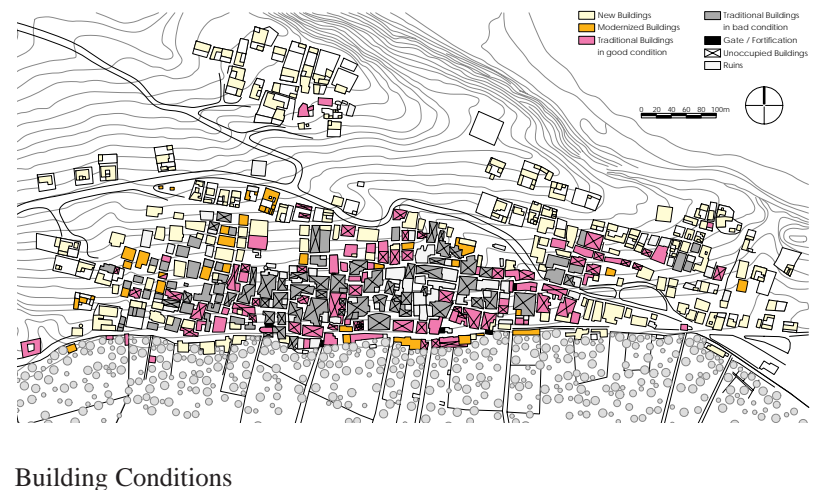 New Buildings
Modernized Buildings
Traditional Buildings
in good condition
Traditional Buildings
in bad condition
Gate / Fortification
Unoccupied Buildings
Ruins
0 20 40 60 80 100m
Building Conditions